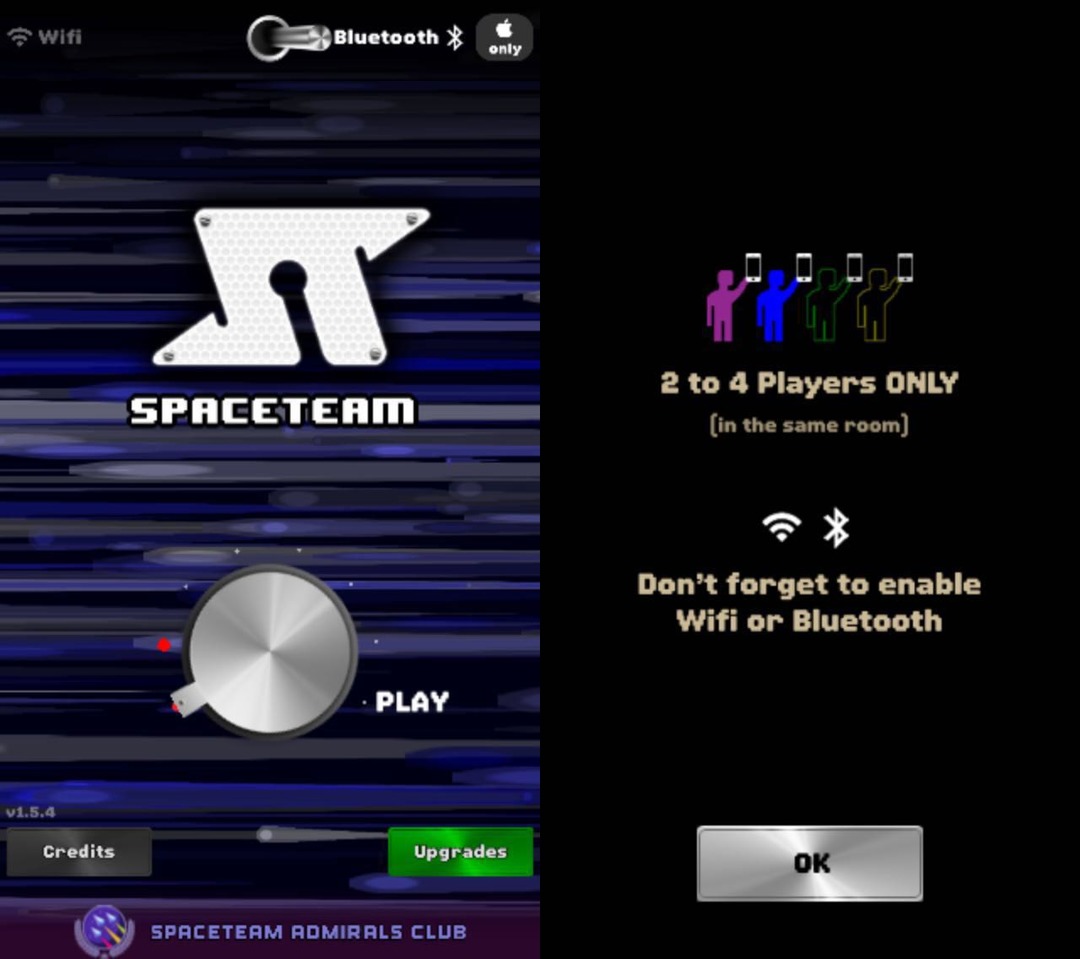 Wifi
Bluetooth
only
SPACETEAM
PLAY
v1.5.4
Credits
Upgrades
SPACETEAM ADMIRALS CLUB
2 to 4 Players ONLY
(in the same room)
Don't forget to enable
Wifi or Bluetooth
OK